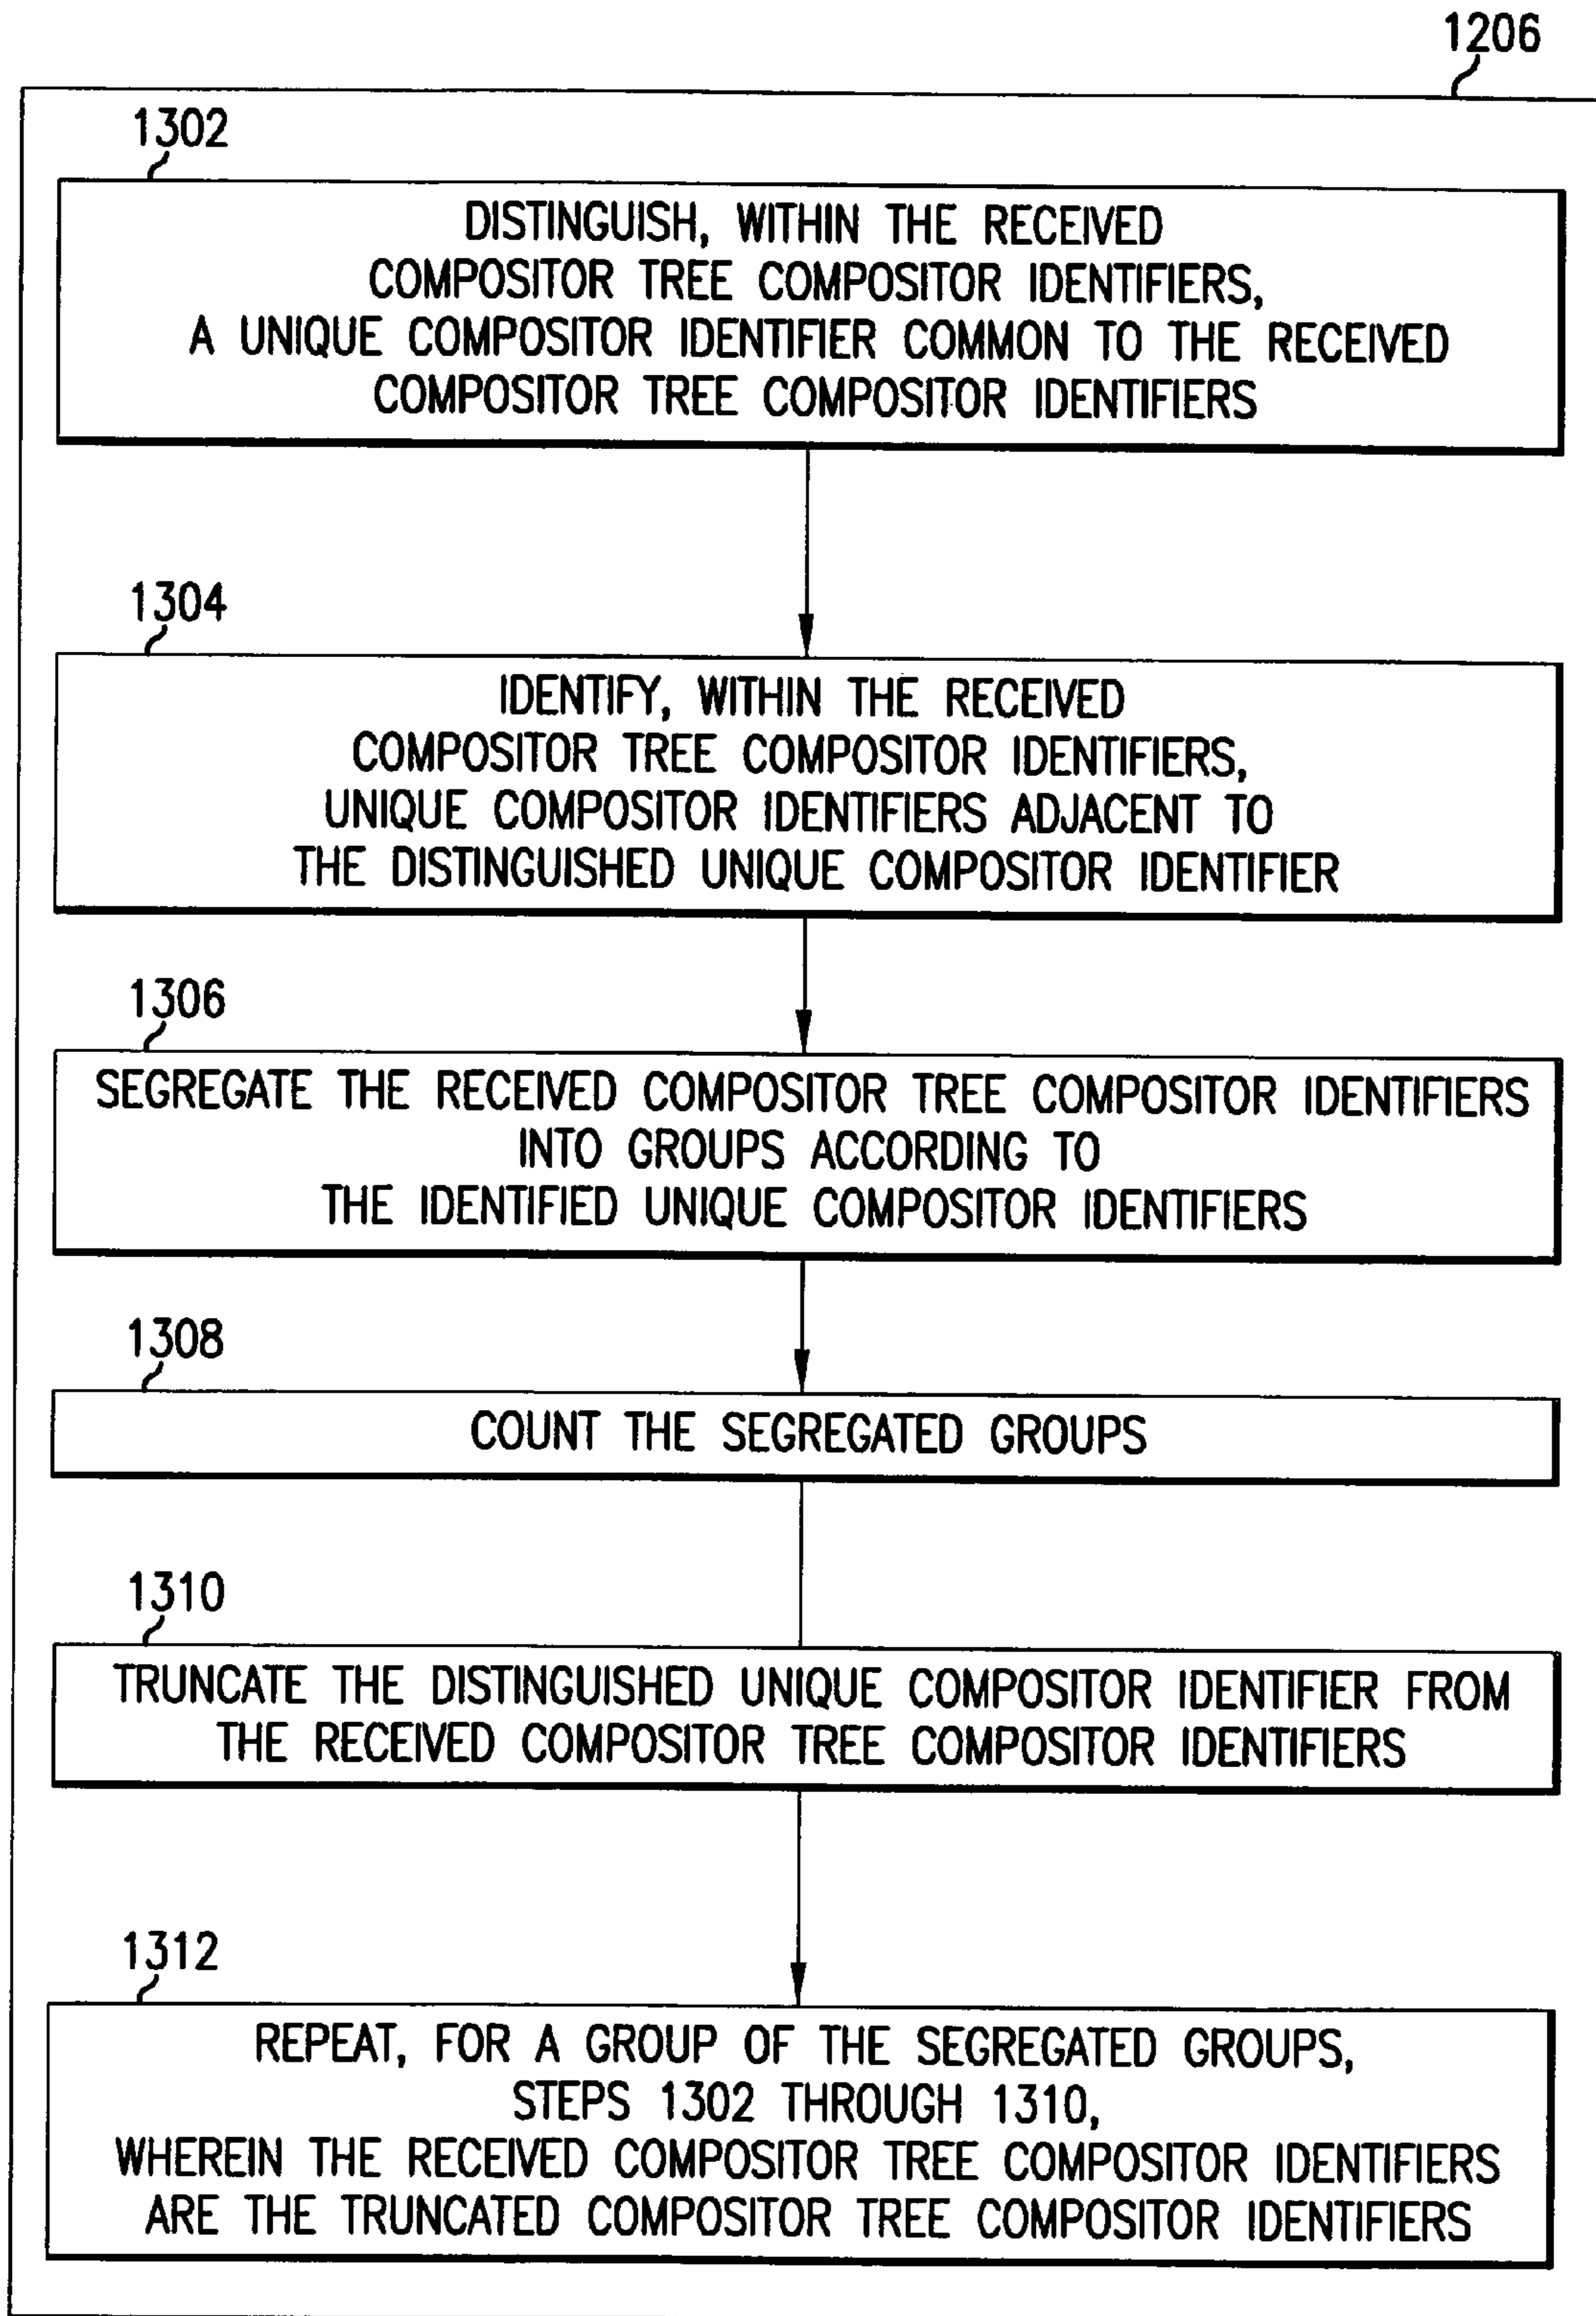 1206
1302
DISTINGUISH, WITHIN THE RECEIVED
COMPOSITOR TREE COMPOSITOR IDENTIFIERS,
A UNIQUE COMPOSITOR IDENTIFIER COMMON TO THE RECEIVED
COMPOSITOR TREE COMPOSITOR IDENTIFIERS
1304
IDENTIFY, WITHIN THE RECEIVED
COMPOSITOR TREE COMPOSITOR IDENTIFIERS,
UNIQUE COMPOSITOR IDENTIFIERS ADJACENT TO
THE DISTINGUISHED UNIQUE COMPOSITOR IDENTIFIER
1306
SEGREGATE THE RECEIVED COMPOSITOR TREE COMPOSITOR IDENTIFIERS
INTO GROUPS ACCORDING TO
THE IDENTIFIED UNIQUE COMPOSITOR IDENTIFIERS
1308
COUNT THE SEGREGATED GROUPS
1310
TRUNCATE THE DISTINGUISHED UNIQUE COMPOSITOR IDENTIFIER FROM
THE RECEIVED COMPOSITOR TREE COMPOSITOR IDENTIFIERS
1312
REPEAT, FOR A GROUP OF THE SEGREGATED GROUPS,
STEPS 1302 THROUGH 1310,
WHEREIN THE RECEIVED COMPOSITOR TREE COMPOSITOR IDENTIFIERS
ARE THE TRUNCATED COMPOSITOR TREE COMPOSITOR IDENTIFIERS